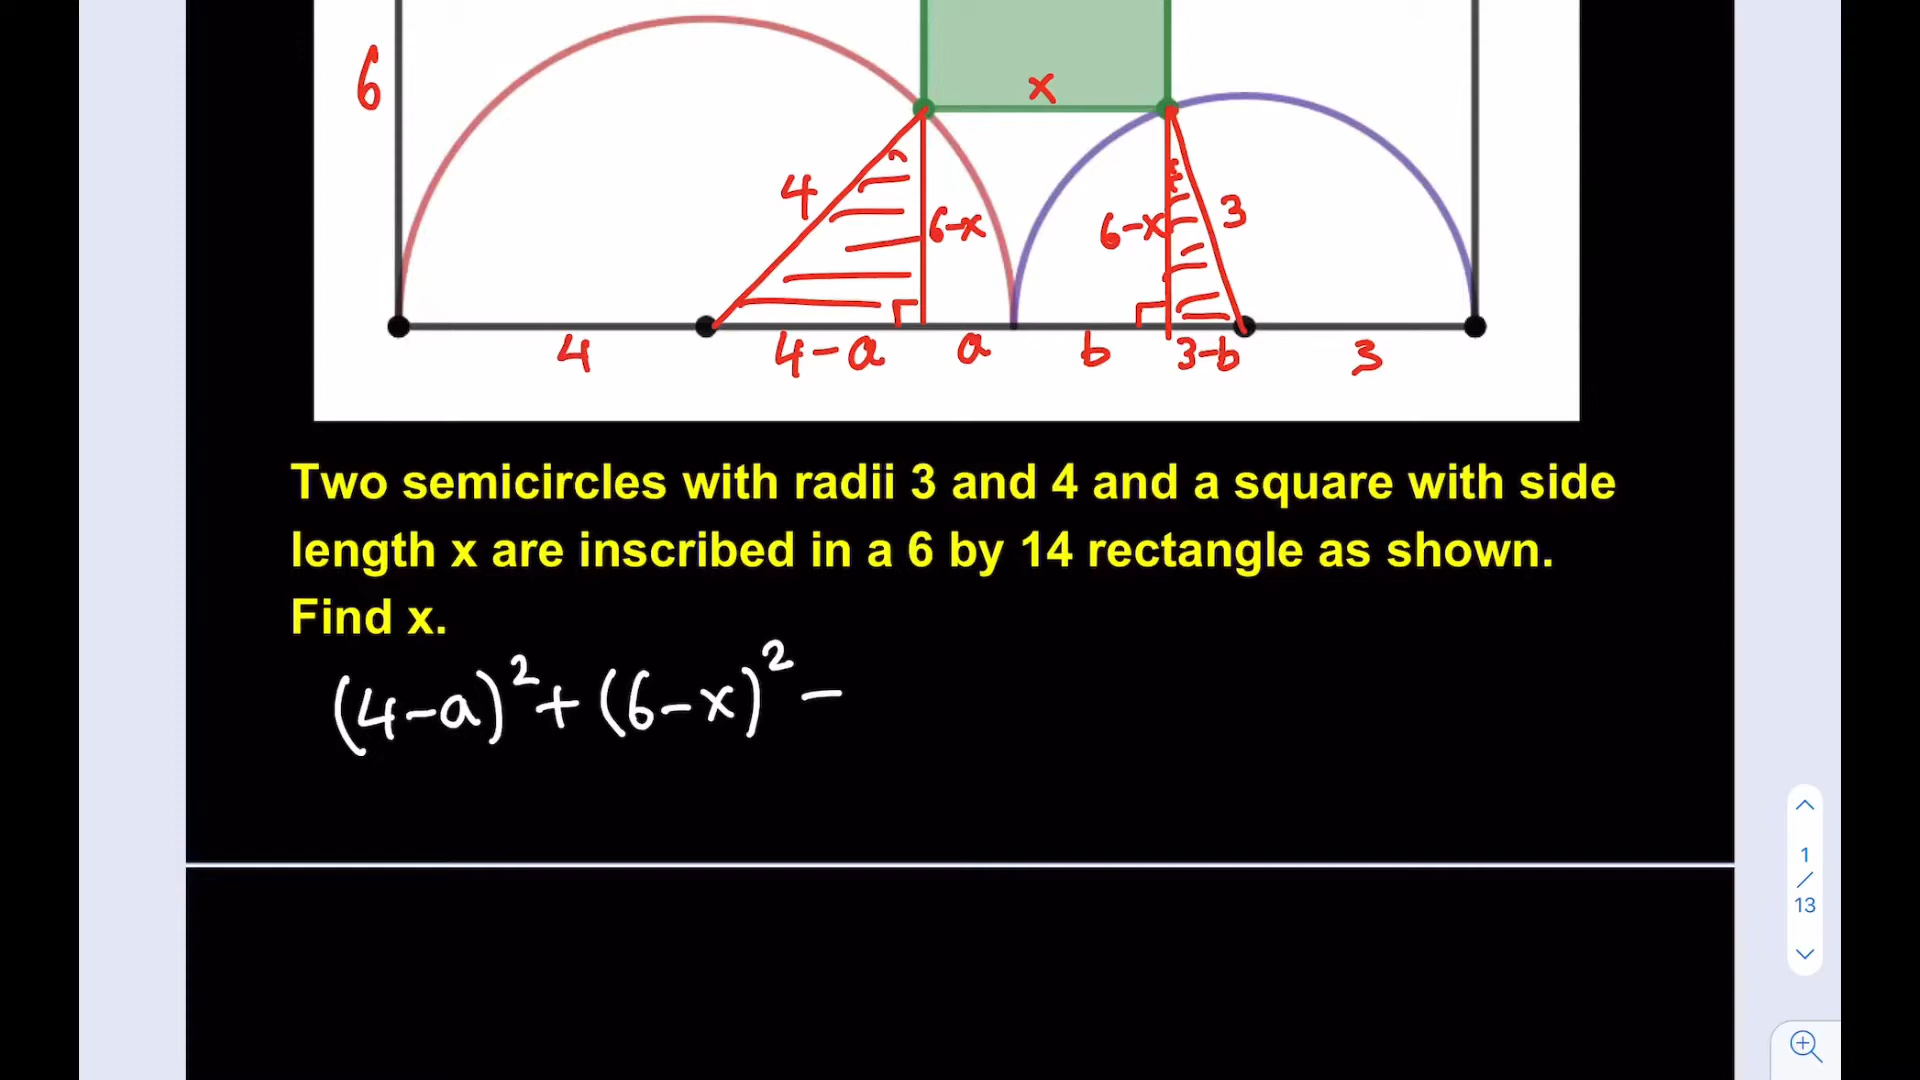 6
x
4
6-x
6-x
3
4
4-a
a
b
3-b
3
Two semicircles with radii 3 and 4 and a square with side
length x are inscribed in a 6 by 14 rectangle as shown.
Find x.
(4-a)²+(6-x)² -
1
/
13